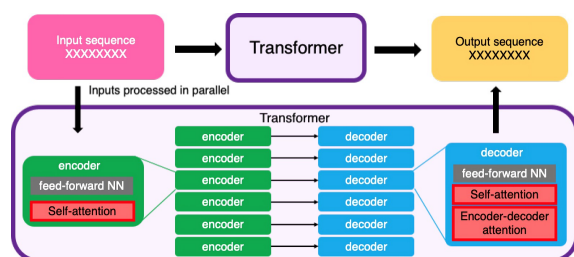 Input sequence
XXXXXXXX
Transformer
Output sequence
XXXXXXXX
Inputs processed in parallel
Transformer
encoder
feed-forward NN
Self-attention
encoder decoder
encoder decoder
encoder decoder
encoder decoder
encoder decoder
encoder decoder
decoder
feed-forward NN
Self-attention
Encoder-decoder
attention